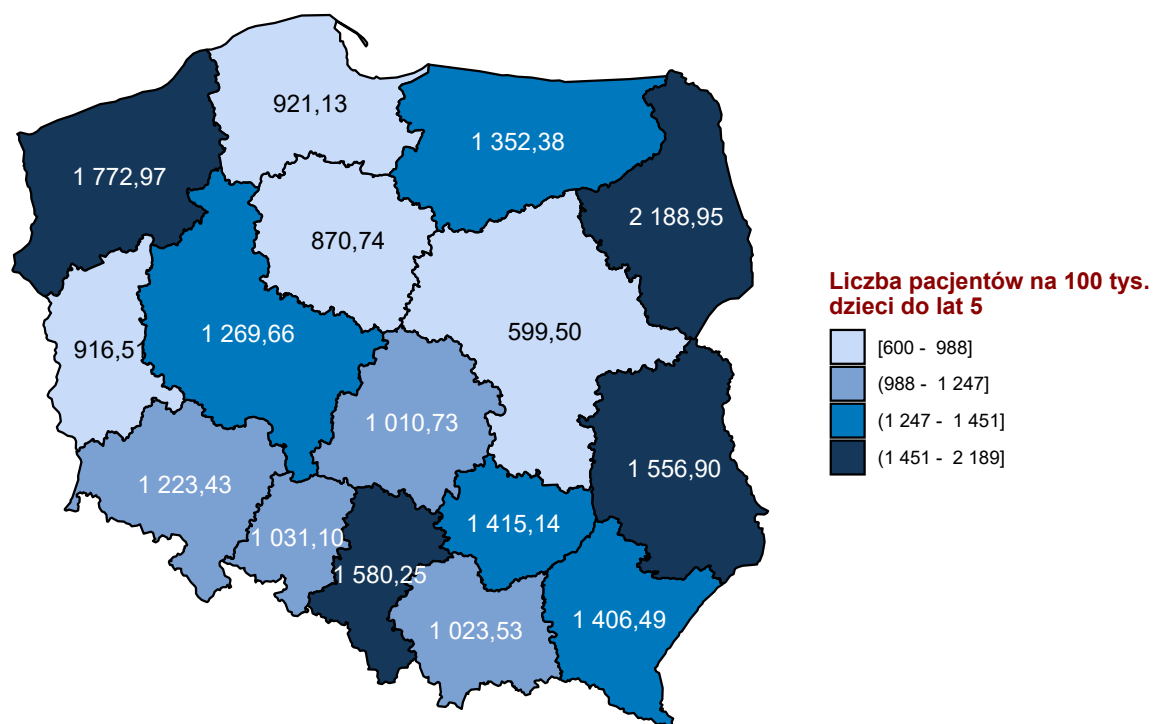 921,13
1 352,38
1 772,97
2 188,95
870,74
1 269,66
599,50
916,51
1 010,73
1 556,90
1 223,43
1 415,14
1 031,10
1 580,25
1 406,49
1 023,53
Liczba pacjentów na 100 tys.
dzieci do lat 5
[600 - 988]
(988 - 1 247]
(1 247 - 1 451]
(1 451 - 2 189]